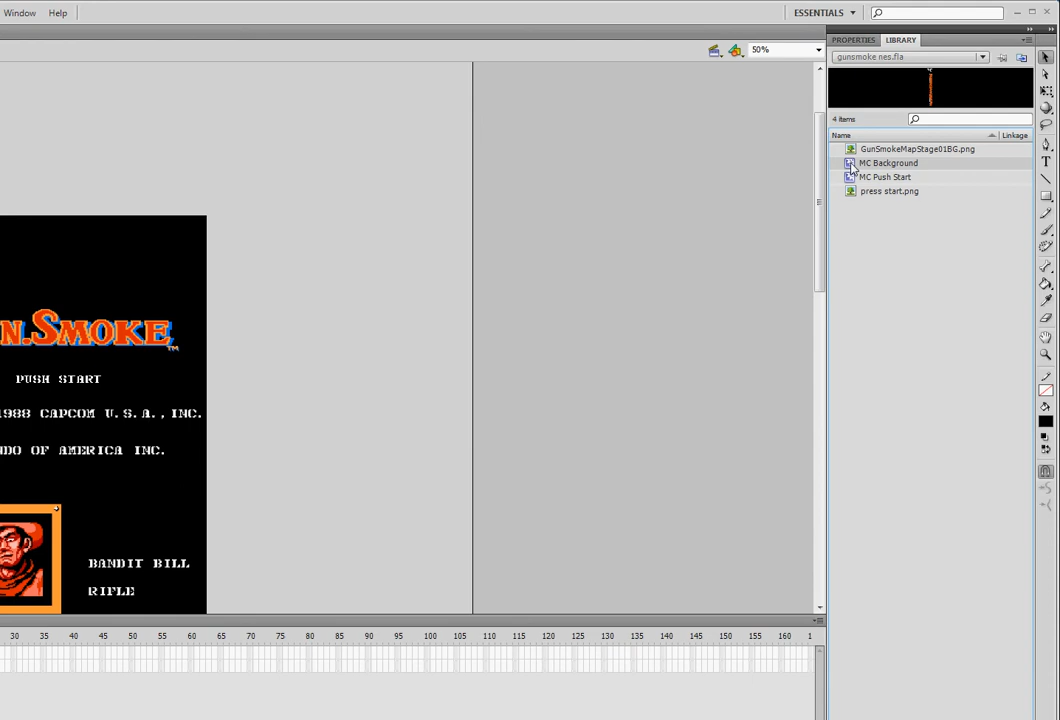 Window Help
ESSENTIALS
50%
PROPERTIES LIBRARY
gunsmoke nes.fla
4 items
Name Linkage
GunSmokeMapStage01BG.png
MC Background
MC Push Start
press start.png
N.SMOKE TM
PUSH START
1988 CAPCOM U.S.A.,INC.
NDO OF AMERICA INC.
BANDIT BILL
RIFLE
30 35 40 45 50 55 60 65 70 75 80 85 90 95 100 105 110 115 120 125 130 135 140 145 150 155 160 1